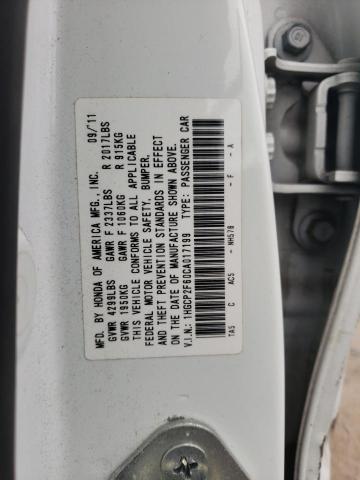 MFD. BY HONDA OF AMERICA MFG., INC. 09/11
GVWR 4299LBS GAWR F 2337LBS R 2017LBS
GVWR 1950KG GAWR F 1060KG R 915KG
THIS VEHICLE CONFORMS TO ALL APPLICABLE
FEDERAL MOTOR VEHICLE SAFETY, BUMPER,
AND THEFT PREVENTION STANDARDS IN EFFECT
ON THE DATE OF MANUFACTURE SHOWN ABOVE.
V.I.N.: 1HGCP2F60CA017199 TYPE: PASSENGER CAR
TA5 C AC5 - NH578 - F - A